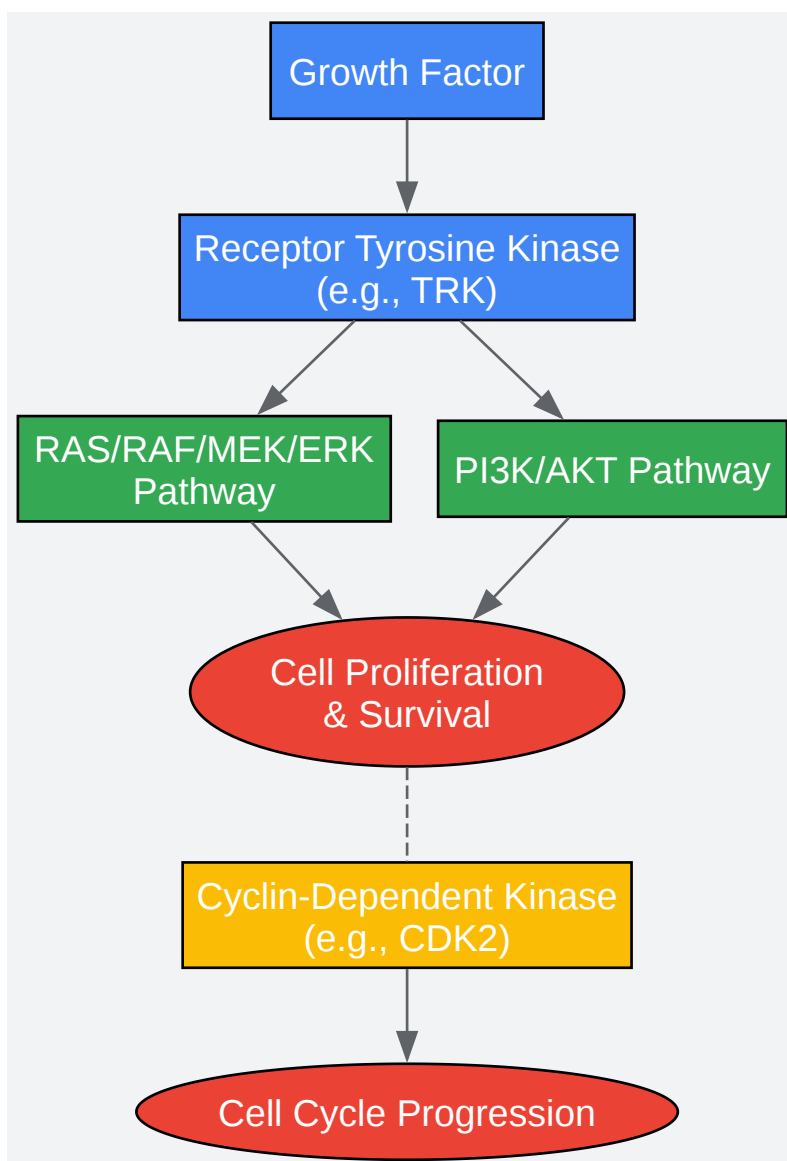 Growth Factor
Receptor Tyrosine Kinase
(e.g., TRK)
RAS/RAF/MEK/ERK
Pathway
PI3K/AKT Pathway
Cell Proliferation
& Survival
Cyclin-Dependent Kinase
(e.g., CDK2)
Cell Cycle Progression